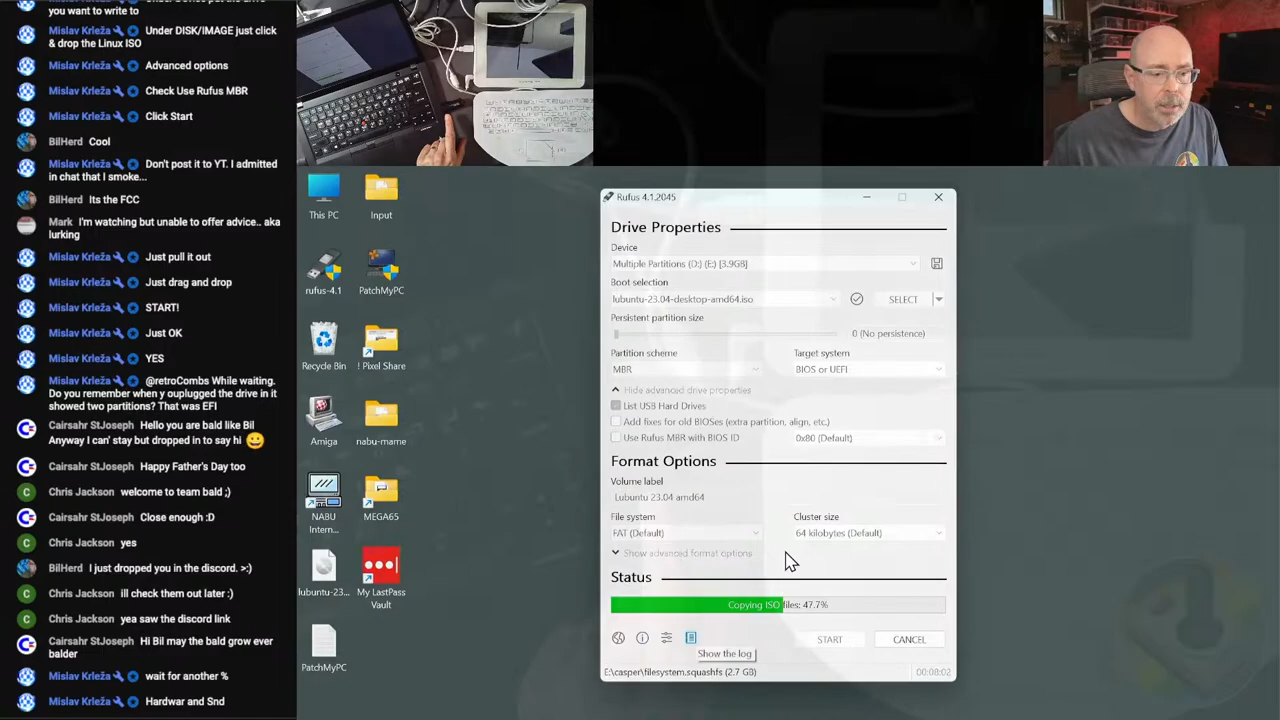 want to write to
Mislav Krleža Under DISK/IMAGE just click
& drop the Linux ISO
Mislav Krleža Advanced options
Mislav Krleža Check Use Rufus MBR
Mislav Krleža Click Start
BilHerd Cool
Mislav Krleža Don't post it to YT. I admitted
in chat that I smoke...
BilHerd Its the FCC
Mark I'm watching but unable to offer advice.. aka
lurking
Mislav Krleža Just pull it out
Mislav Krleža Just drag and drop
Mislav Krleža START!
Mislav Krleža Just OK
Mislav Krleža YES
Mislav Krleža @retroCombs While waiting.
Do you remember when y ouplugged the drive in it
showed two partitions? That was EFI
Cairsahr StJoseph Hello you are bald like Bil
Anyway I can' stay but dropped in to say hi
Cairsahr StJoseph Happy Father's Day too
Chris Jackson welcome to team bald ;)
Cairsahr StJoseph Close enough :D
Chris Jackson yes
BilHerd I just dropped you in the discord. >:)
Chris Jackson ill check them out later :)
Chris Jackson yea saw the discord link
Cairsahr StJoseph Hi Bil may the bald grow ever
balder
Mislav Krleža wait for another %
Mislav Krleža Hardwar and Snd
This PC
Input
rufus-4.1
PatchMyPC
Recycle Bin
! Pixel Share
Amiga
nabu-mame
NABU
Intern...
MEGA65
lubuntu-23...
My LastPass
Vault
PatchMyPC
Rufus 4.1.2045
Drive Properties
Device
Multiple Partitions (D:) (E:) [3.9GB]
Boot selection
lubuntu-23.04-desktop-amd64.iso
SELECT
Persistent partition size
0 (No persistence)
Partition scheme
Target system
MBR
BIOS or UEFI
Hide advanced drive properties
List USB Hard Drives
Add fixes for old BIOSes (extra partition, align, etc.)
Use Rufus MBR with BIOS ID
0x80 (Default)
Format Options
Volume label
Lubuntu 23.04 amd64
File system
Cluster size
FAT (Default)
64 kilobytes (Default)
Show advanced format options
Status
Copying ISO files: 47.7%
START
CANCEL
Show the log
E:\casper\filesystem.squashfs (2.7 GB)
00:08:02